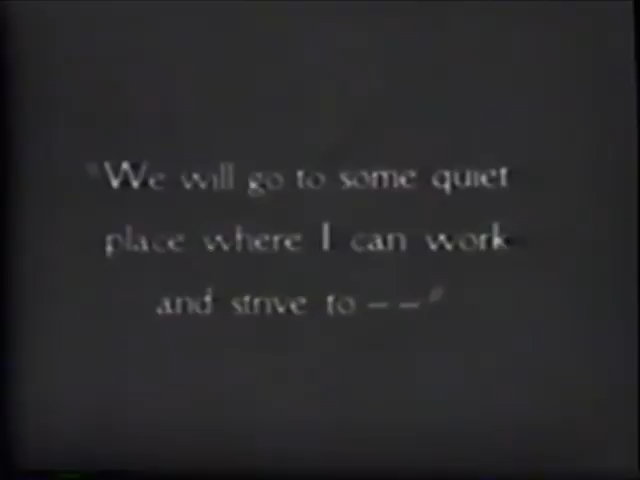 "We will go to some quiet
place where I can work
and strive to — —"